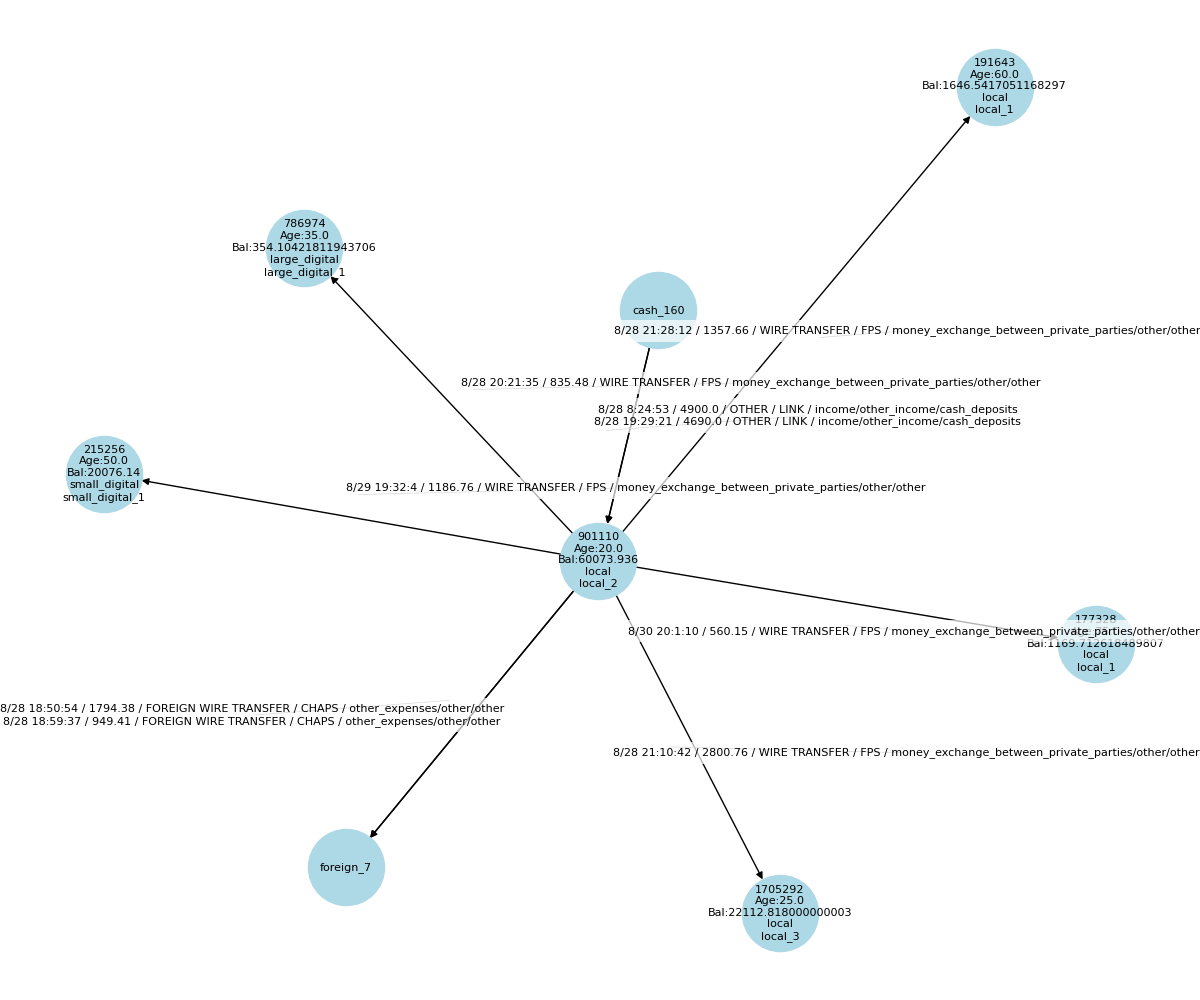 191643
Age:60.0
Bal:1646.5417051168297
local
local_1
786974
Age:35.0
Bal:354.10421811943706
large_digital
large_digital_1
cash_160
8/28 21:28:12 / 1357.66 / WIRE TRANSFER / FPS / money_exchange_between_private_parties/other/other
8/28 20:21:35 / 835.48 / WIRE TRANSFER / FPS / money_exchange_between_private_parties/other/other
8/28 8:24:53 / 4900.0 / OTHER / LINK / income/other_income/cash_deposits
8/28 19:29:21 / 4690.0 / OTHER / LINK / income/other_income/cash_deposits
215256
Age:50.0
Bal:20076.14
small_digital
small_digital_1
8/29 19:32:4 / 1186.76 / WIRE TRANSFER / FPS / money_exchange_between_private_parties/other/other
901110
Age:20.0
Bal:60073.936
local
local_2
177328
8/30 20:1:10 / 560.15 / WIRE TRANSFER / FPS / money_exchange_between_private_parties/other/other
Bal:1169.712618489807
local
local_1
8/28 18:50:54 / 1794.38 / FOREIGN WIRE TRANSFER / CHAPS / other_expenses/other/other
8/28 18:59:37 / 949.41 / FOREIGN WIRE TRANSFER / CHAPS / other_expenses/other/other
8/28 21:10:42 / 2800.76 / WIRE TRANSFER / FPS / money_exchange_between_private_parties/other/other
foreign_7
1705292
Age:25.0
Bal:22112.818000000003
local
local_3